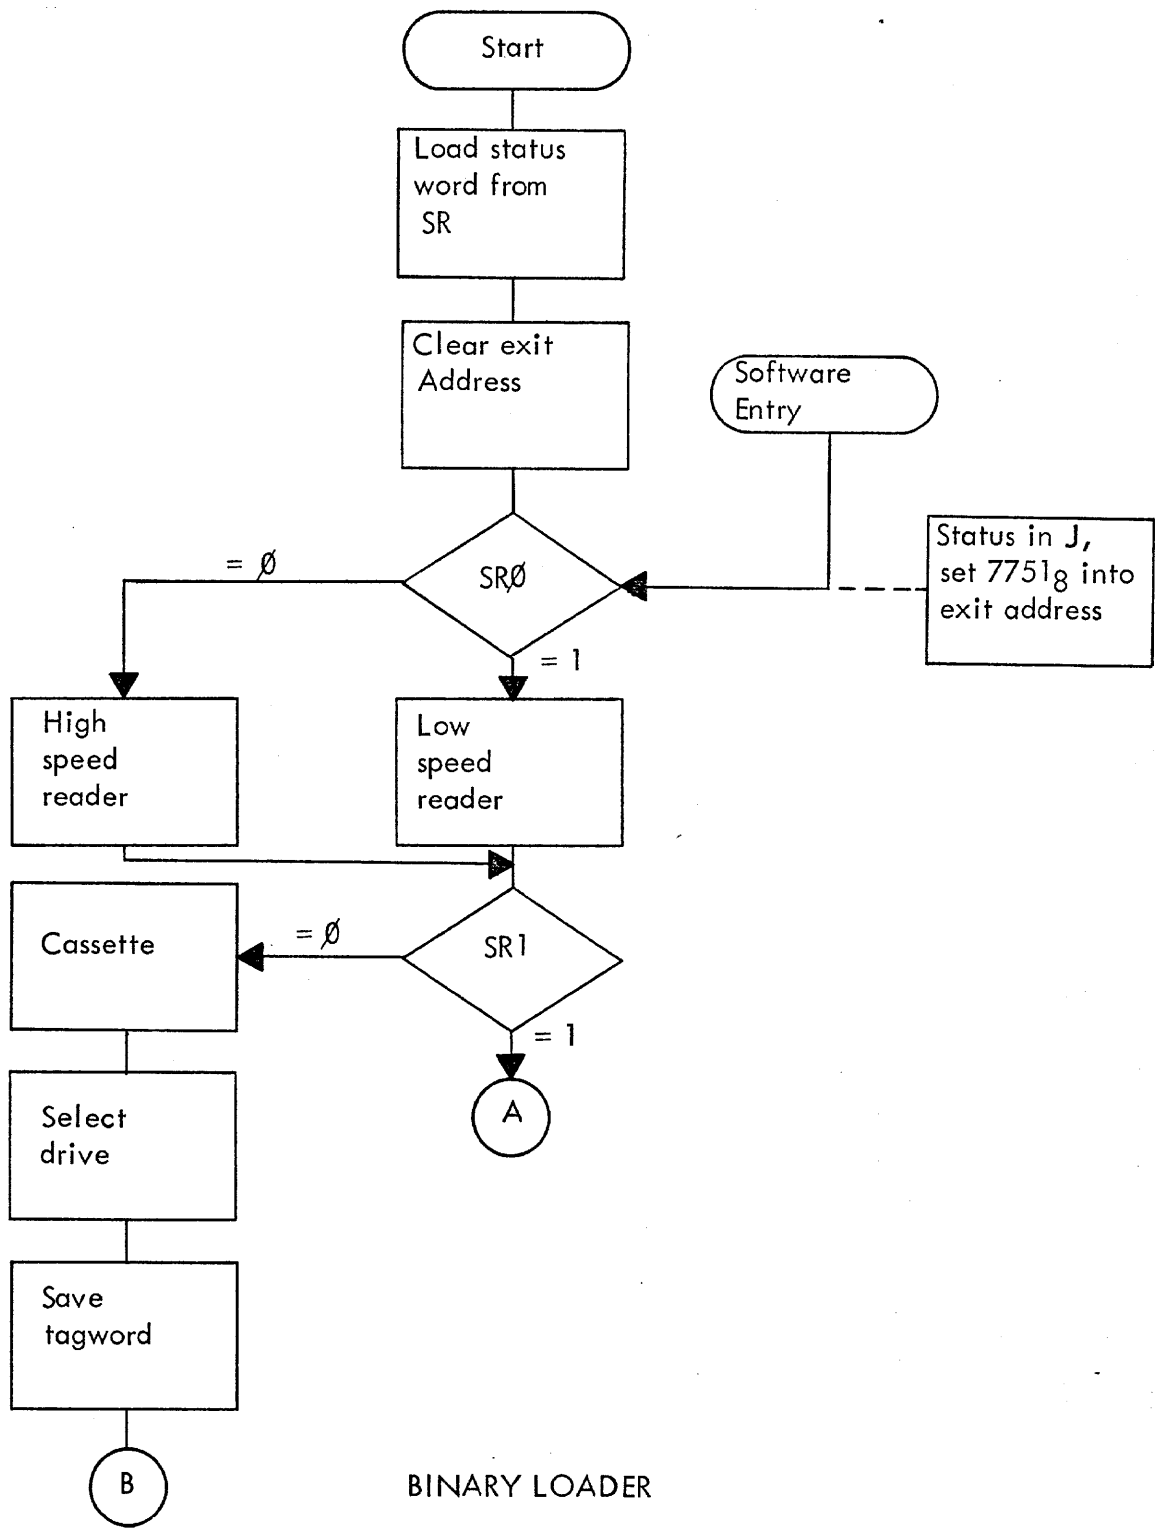 Start
Load status
word from
SR
Clear exit
Address
Software
Entry
Status in J,
set 7751₈ into
exit address
= Ø
SRØ
= 1
High
speed
reader
Low
speed
reader
Cassette
= Ø
SR1
= 1
A
Select
drive
Save
tagword
B
BINARY LOADER